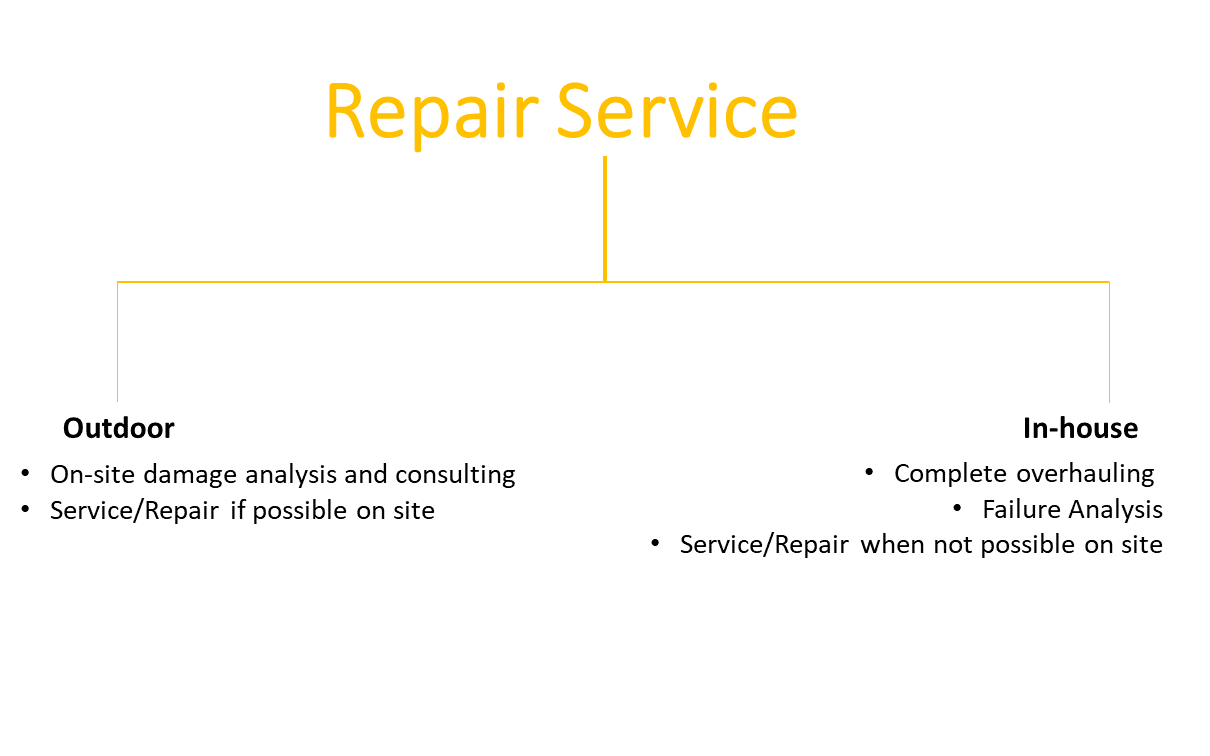 Repair Service
Outdoor
• On-site damage analysis and consulting
• Service/Repair if possible on site
In-house
• Complete overhauling
• Failure Analysis
• Service/Repair when not possible on site